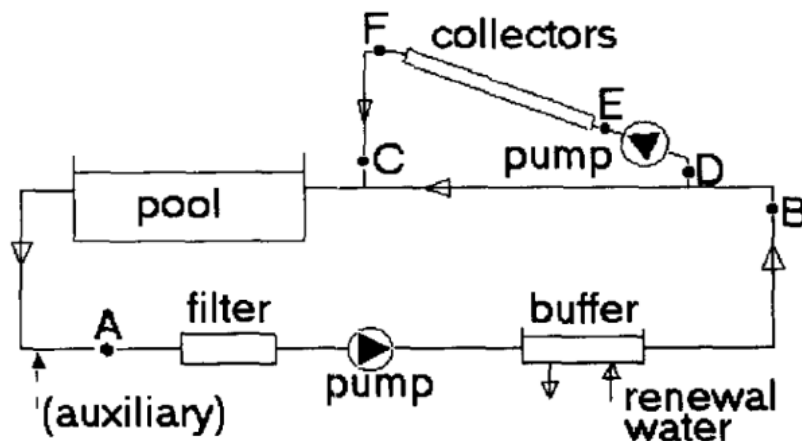 F
collectors
E
pump
C
D
pool
B
A
filter
buffer
pump
(auxiliary)
renewal
water